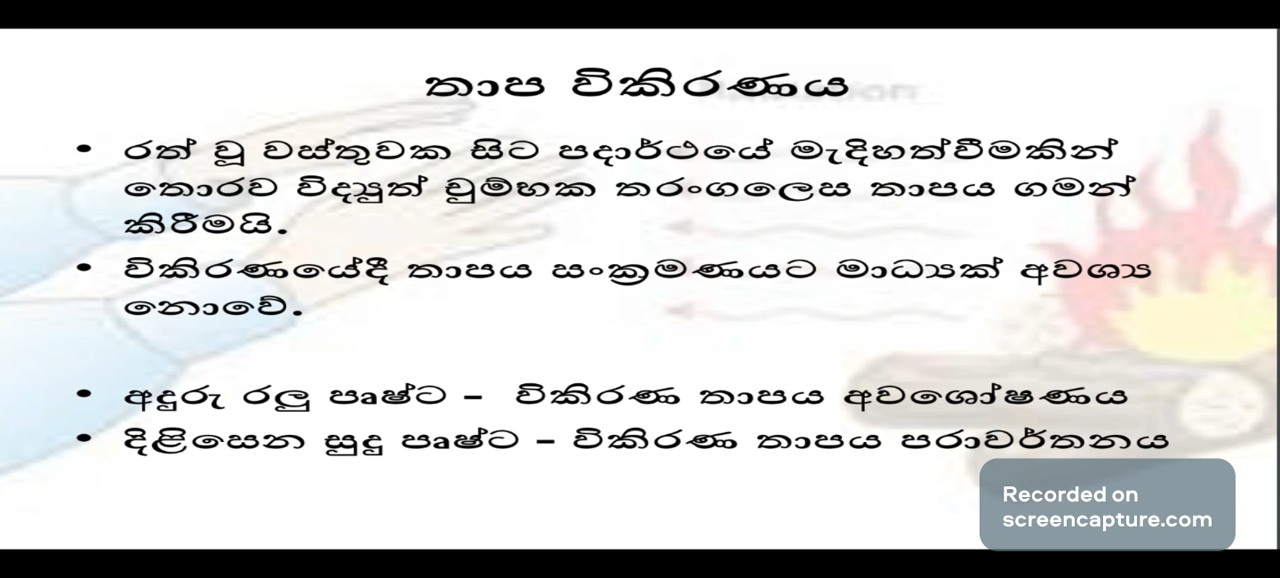 තාප විකිරණය
• රත් වූ වස්තුවක සිට පදාර්ථයේ මැදිහත්වීමකින්
තොරව විද්‍යුත් චුම්භක තරංගලෙස තාපය ගමන්
කිරීමයි.
• විකිරණයේදී තාපය සංක්‍රමණයට මාධ්‍යක් අවශ්‍ය
නොවේ.
• අඳුරු රලු පෘෂ්ට – විකිරණ තාපය අවශෝෂණය
• දිළිසෙන සුදු පෘෂ්ට – විකිරණ තාපය පරාවර්තනය
Recorded on
screencapture.com